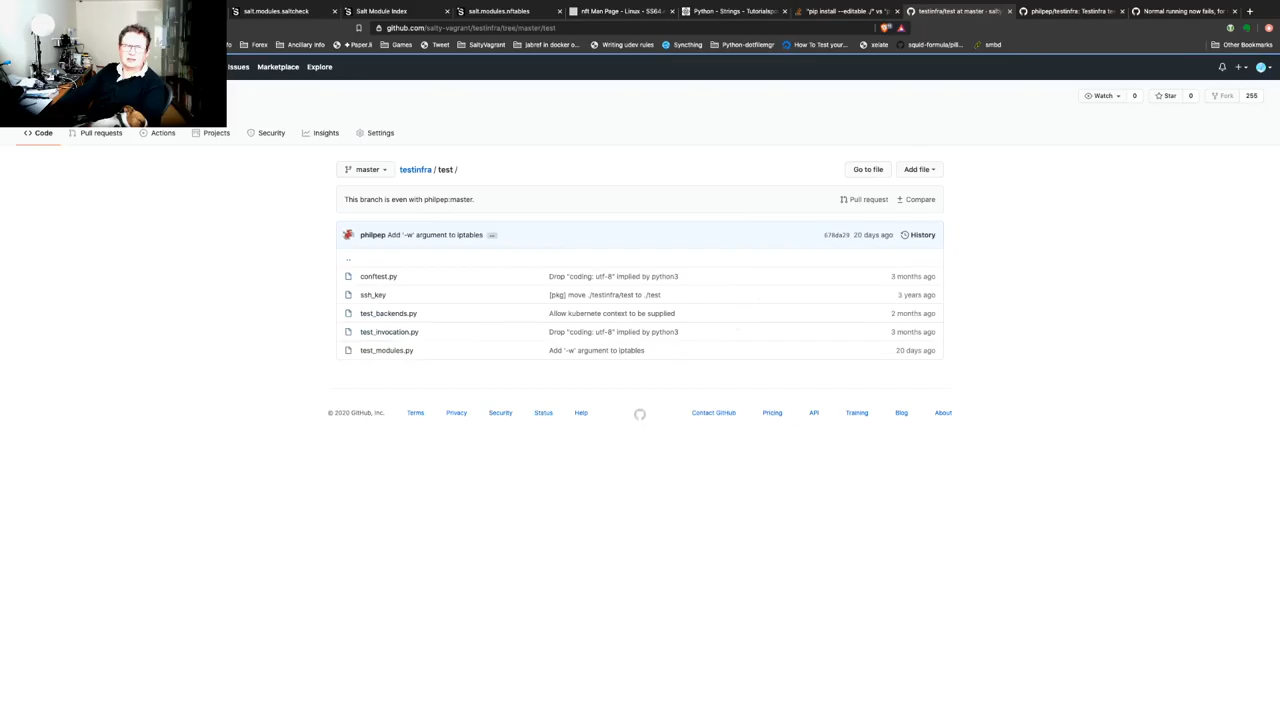 salt.modules.saltcheck
Salt Module Index
salt.modules.nftables
nft Man Page - Linux - SS64.c
Python - Strings - Tutorialspo
"pip install --editable ./" vs "p
testinfra/test at master · salty
philpep/testinfra: Testinfra tes
Normal running now fails, for
github.com/salty-vagrant/testinfra/tree/master/test
Forex
Ancillary Info
Paper.li
Games
Tweet
SaltyVagrant
jabref in docker o...
Writing udev rules
Syncthing
Python-dotfilemgr
How To Test your...
xelate
squid-formula/pil...
smbd
Other Bookmarks
Issues Marketplace Explore
Watch 0 Star 0 Fork 255
Code Pull requests Actions Projects Security Insights Settings
master testinfra / test / Go to file Add file
This branch is even with philpep:master. Pull request Compare
philpep Add '-w' argument to iptables ... 678da29 20 days ago History
..
conftest.py Drop "coding: utf-8" implied by python3 3 months ago
ssh_key [pkg] move ./testinfra/test to ./test 3 years ago
test_backends.py Allow kubernete context to be supplied 2 months ago
test_invocation.py Drop "coding: utf-8" implied by python3 3 months ago
test_modules.py Add '-w' argument to iptables 20 days ago
© 2020 GitHub, Inc. Terms Privacy Security Status Help Contact GitHub Pricing API Training Blog About